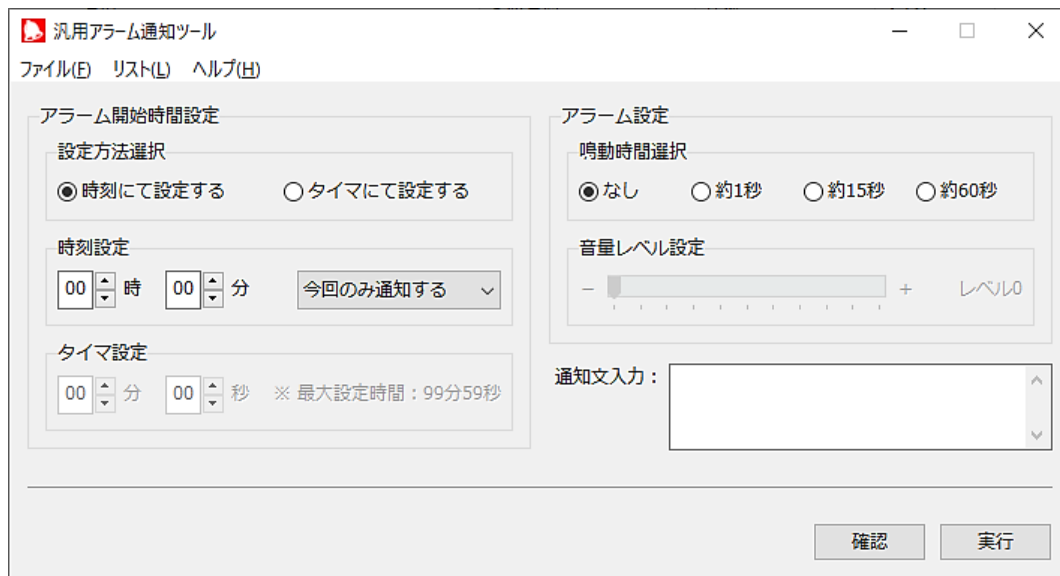 汎用アラーム通知ツール
ファイル(F) リスト(L) ヘルプ(H)
アラーム開始時間設定
設定方法選択
時刻にて設定する タイマにて設定する
時刻設定
00 時 00 分 今回のみ通知する
タイマ設定
00 分 00 秒 ※ 最大設定時間：99分59秒
アラーム設定
鳴動時間選択
なし 約1秒 約15秒 約60秒
音量レベル設定
－ ＋ レベル0
通知文入力：
確認 実行